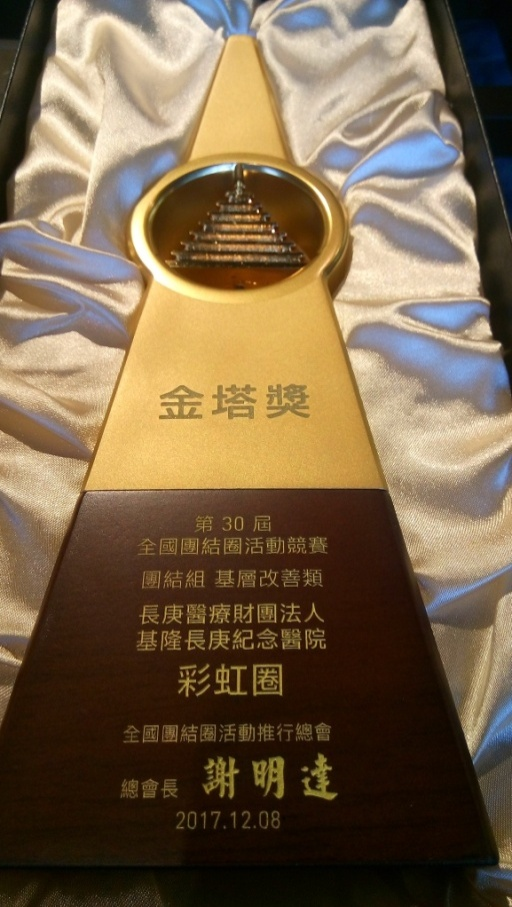 金塔獎
第 30 屆
全國團結圈活動競賽
團結組 基層改善類
長庚醫療財團法人
基隆長庚紀念醫院
彩虹圈
全國團結圈活動推行總會
總會長 謝明達
2017.12.08